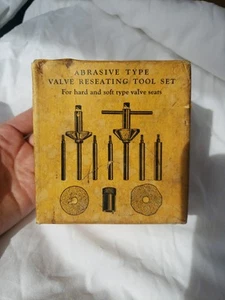 ABRASIVE TYPE
VALVE RESEATING TOOL SET
For hard and soft type valve seats